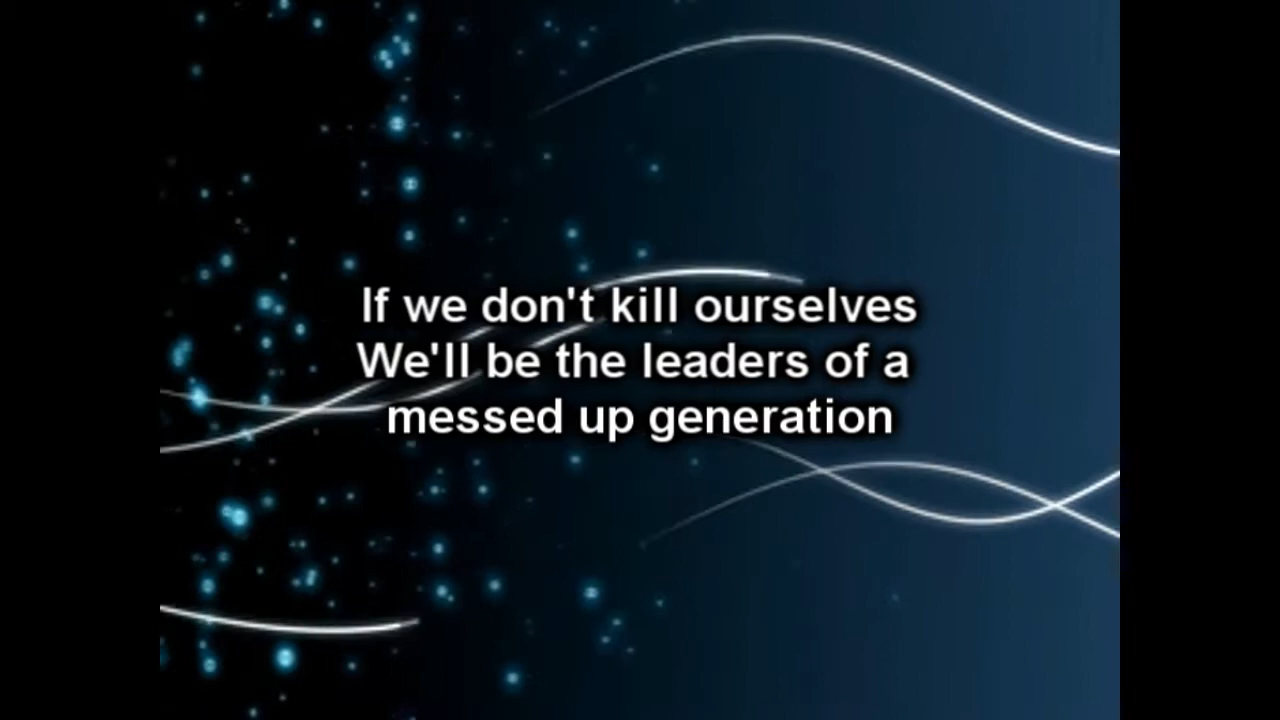 If we don't kill ourselves
We'll be the leaders of a
messed up generation